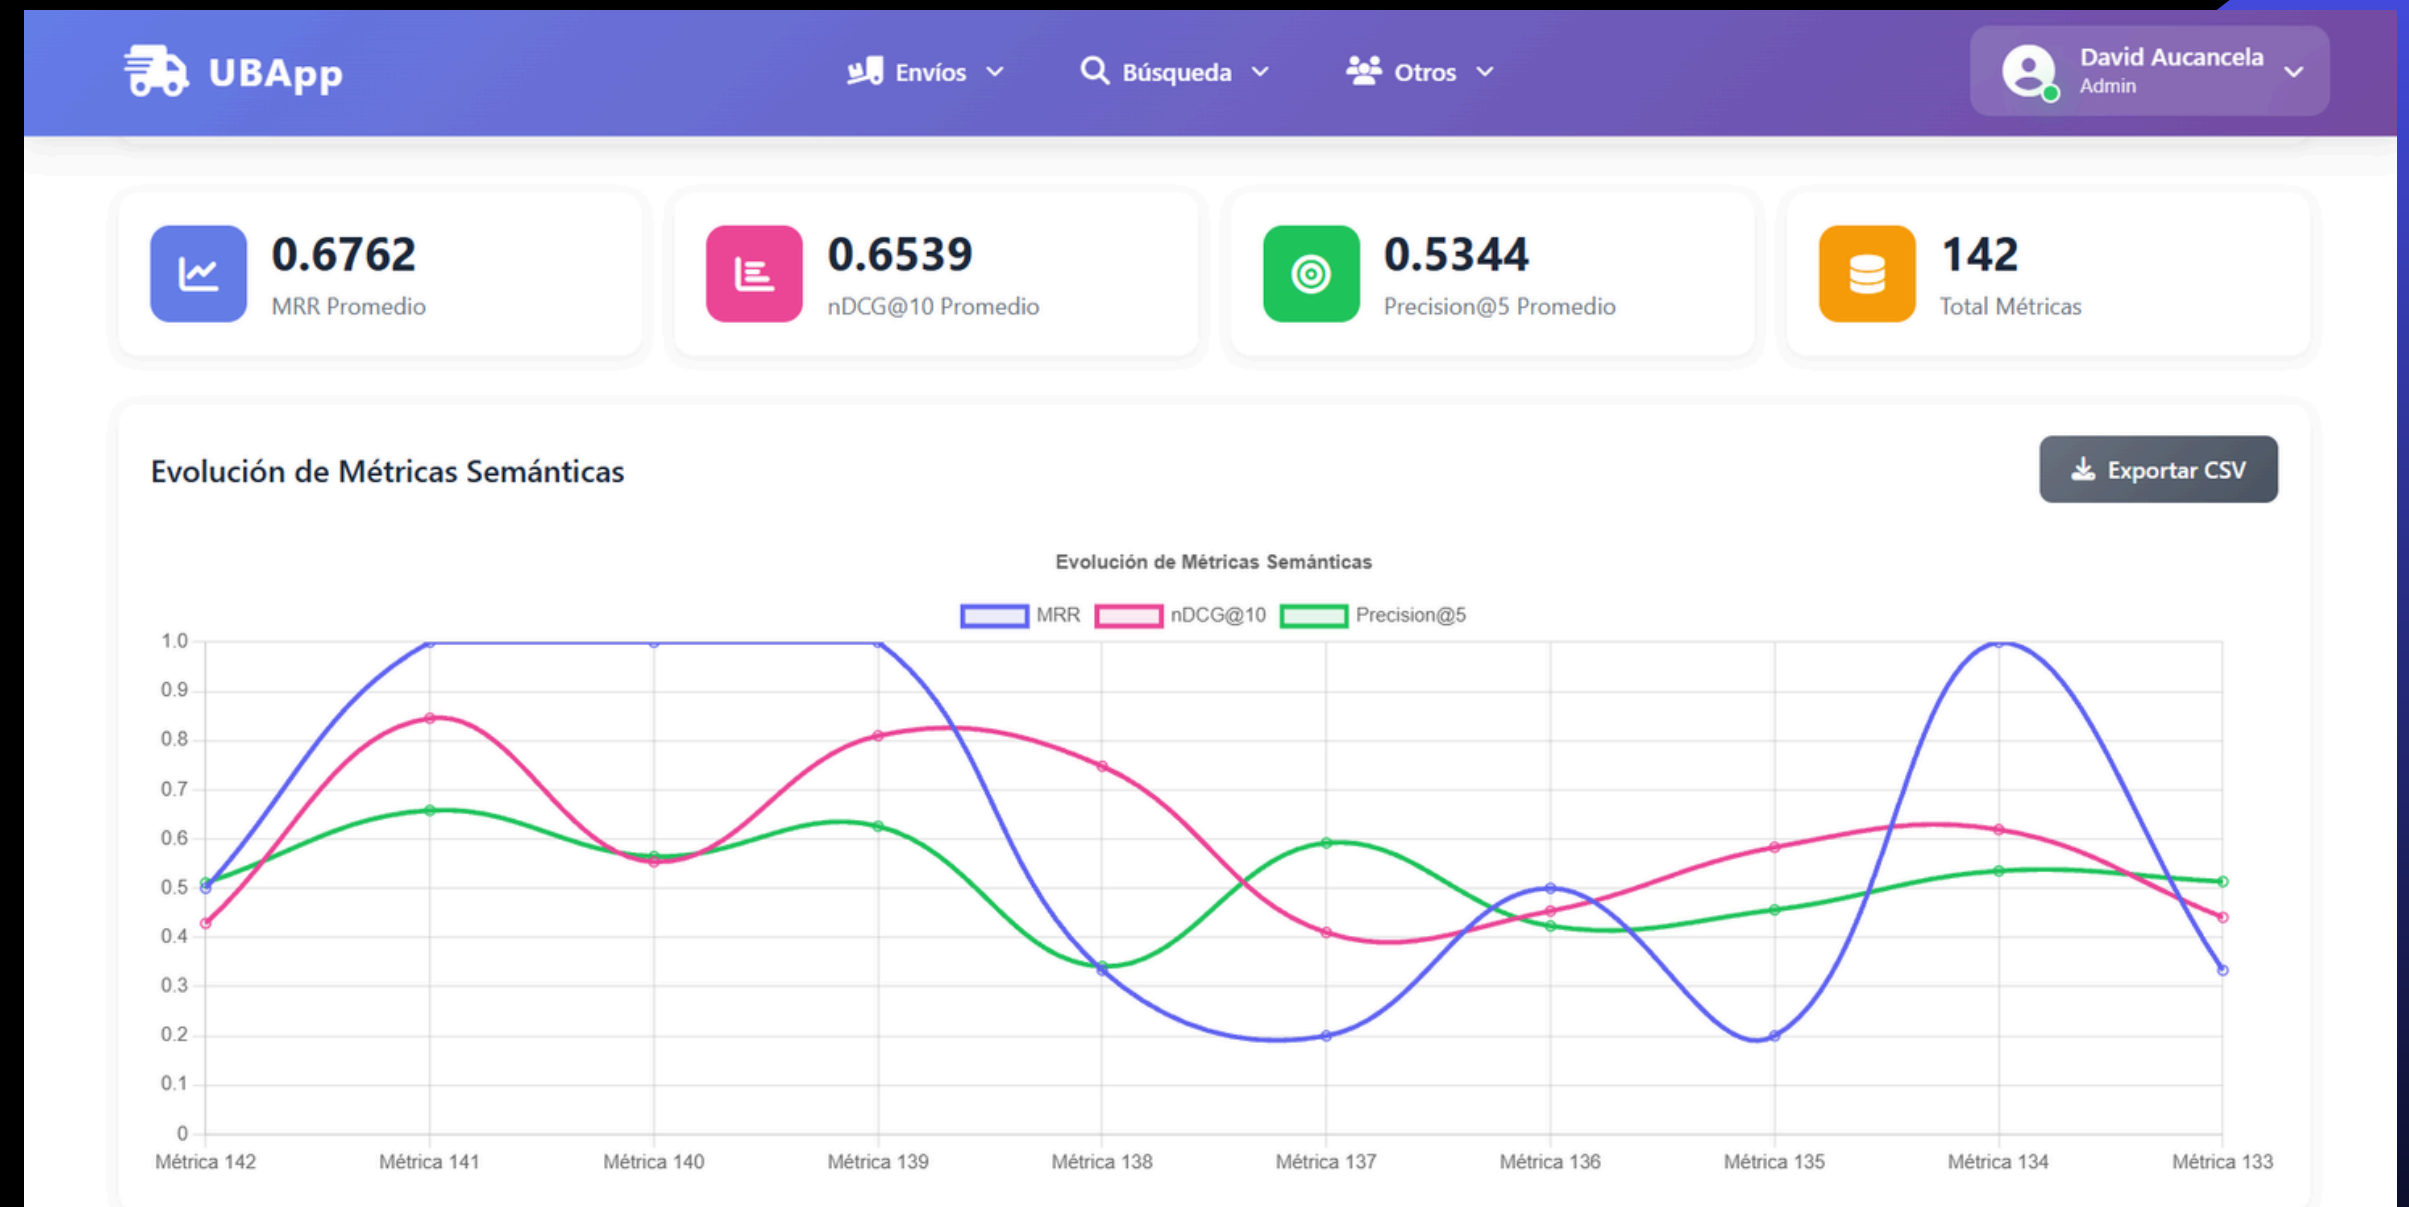 UBApp
Envíos
Búsqueda
Otros
David Aucancela
Admin
0.6762
MRR Promedio
0.6539
nDCG@10 Promedio
0.5344
Precision@5 Promedio
142
Total Métricas
Evolución de Métricas Semánticas
Exportar CSV
Evolución de Métricas Semánticas
MRR nDCG@10 Precision@5
1.0
0.9
0.8
0.7
0.6
0.5
0.4
0.3
0.2
0.1
0
Métrica 142 Métrica 141 Métrica 140 Métrica 139 Métrica 138 Métrica 137 Métrica 136 Métrica 135 Métrica 134 Métrica 133